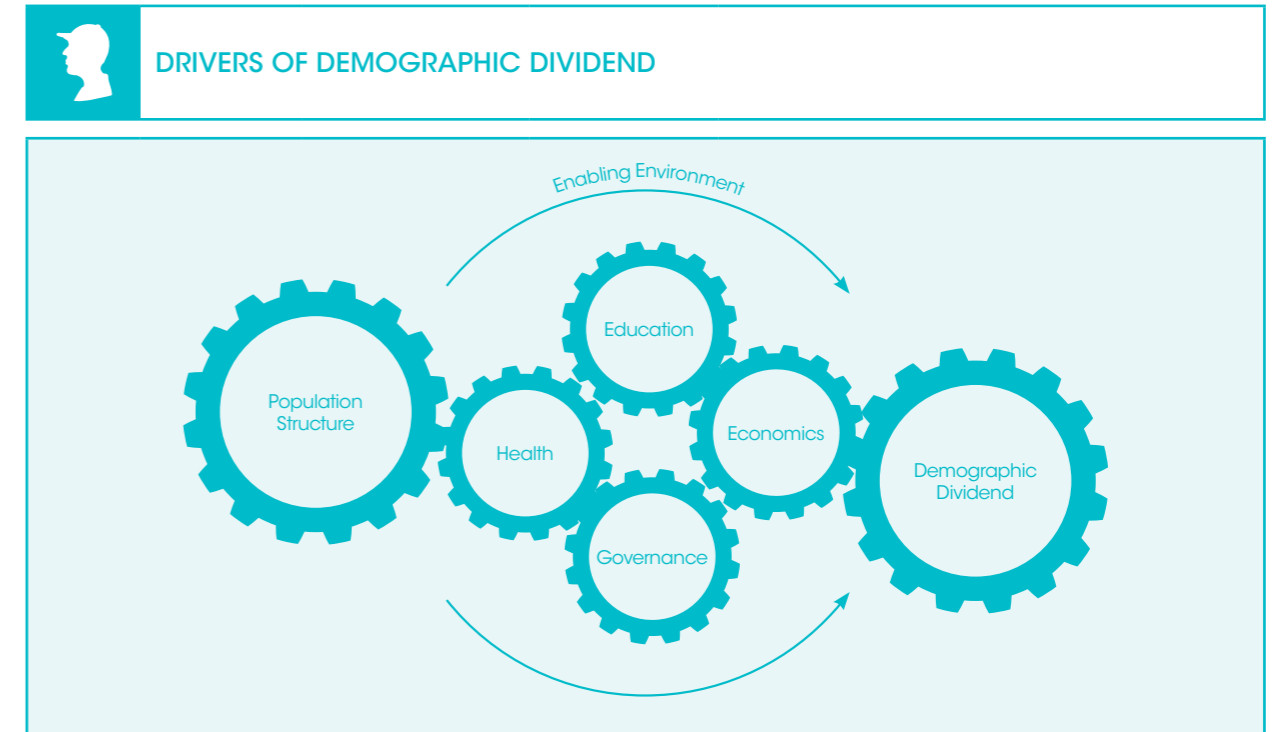 DRIVERS OF DEMOGRAPHIC DIVIDEND
Enabling Environment
Education
Population
Structure
Health
Economics
Demographic
Dividend
Governance